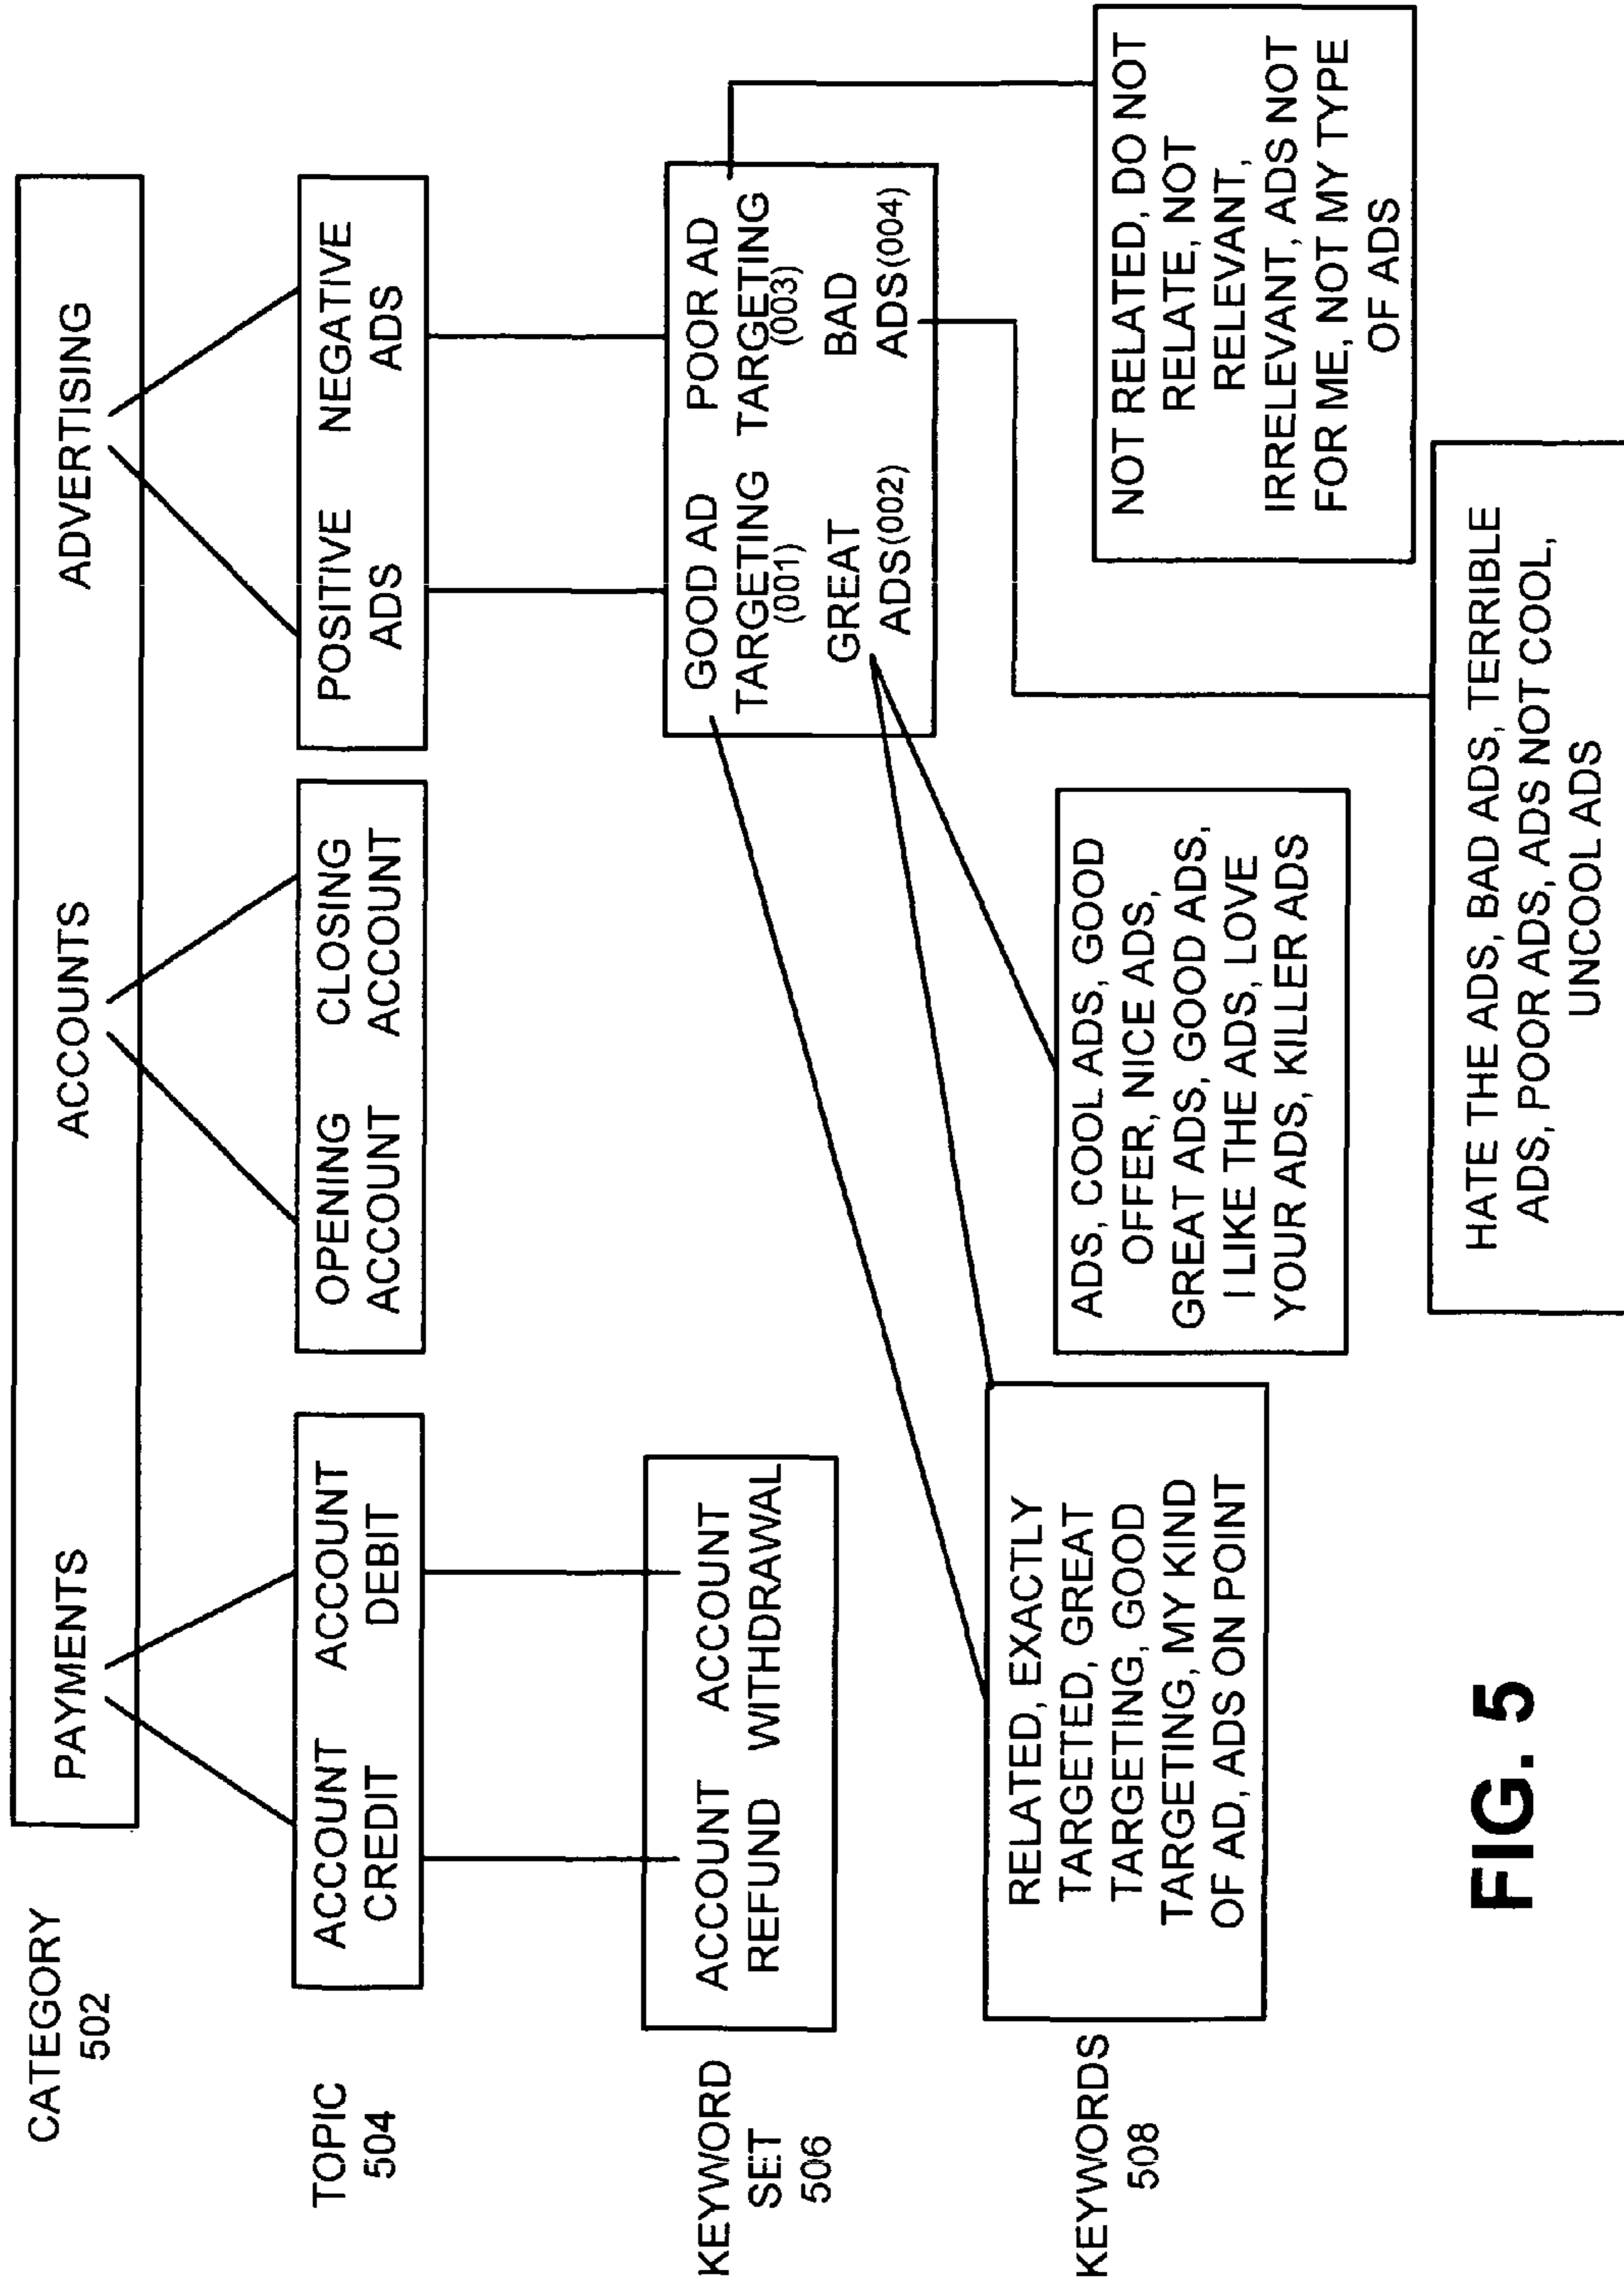 CATEGORY
502
PAYMENTS
ACCOUNTS
ADVERTISING
TOPIC
504
ACCOUNT
CREDIT
ACCOUNT
DEBIT
OPENING
ACCOUNT
CLOSING
ACCOUNT
POSITIVE
ADS
NEGATIVE
ADS
KEYWORD
SET
506
ACCOUNT
REFUND
ACCOUNT
WITHDRAWAL
GOOD AD
TARGETING
(001)
POOR AD
TARGETING
(003)
GREAT
ADS(002)
BAD
ADS(004)
KEYWORDS
508
RELATED, EXACTLY
TARGETED, GREAT
TARGETING, GOOD
TARGETING, MY KIND
OF AD, ADS ON POINT
ADS, COOL ADS, GOOD
OFFER, NICE ADS,
GREAT ADS, GOOD ADS,
I LIKE THE ADS, LOVE
YOUR ADS, KILLER ADS
NOT RELATED, DO NOT
RELATE, NOT
RELEVANT,
IRRELEVANT, ADS NOT
FOR ME, NOT MY TYPE
OF ADS
HATE THE ADS, BAD ADS, TERRIBLE
ADS, POOR ADS, ADS NOT COOL,
UNCOOL ADS
FIG. 5